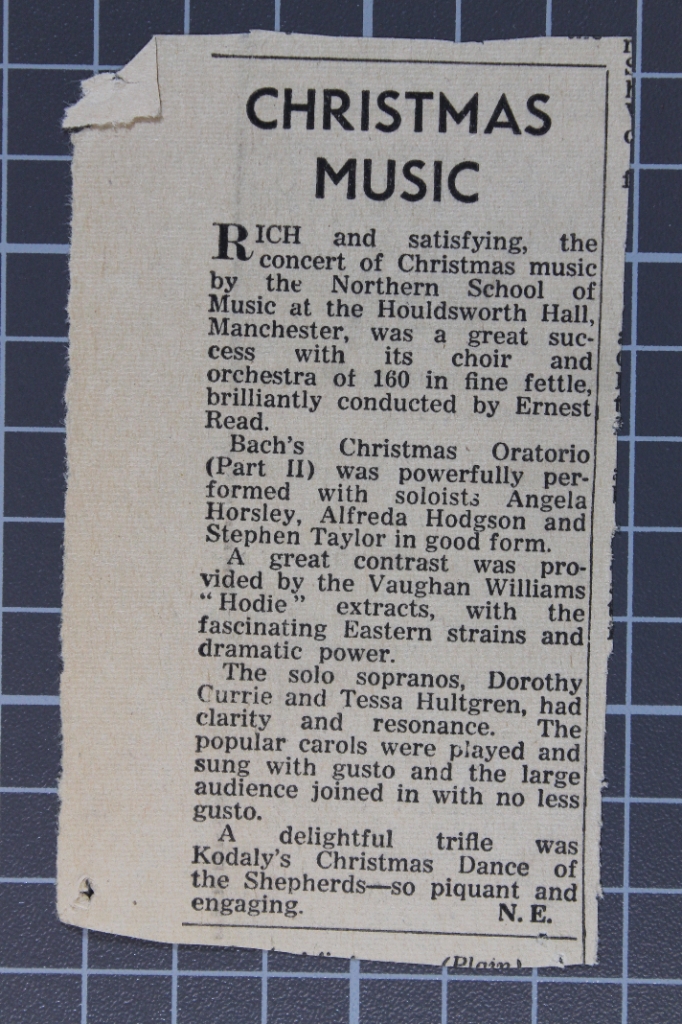 CHRISTMAS
MUSIC
RICH and satisfying, the
concert of Christmas music
by the Northern School of
Music at the Houldsworth Hall,
Manchester, was a great suc-
cess with its choir and
orchestra of 160 in fine fettle,
brilliantly conducted by Ernest
Read.
Bach's Christmas Oratorio
(Part II) was powerfully per-
formed with soloists Angela
Horsley, Alfreda Hodgson and
Stephen Taylor in good form.
A great contrast was pro-
vided by the Vaughan Williams
"Hodie" extracts, with the
fascinating Eastern strains and
dramatic power.
The solo sopranos, Dorothy
Currie and Tessa Hultgren, had
clarity and resonance. The
popular carols were played and
sung with gusto and the large
audience joined in with no less
gusto.
A delightful trifle was
Kodaly's Christmas Dance of
the Shepherds—so piquant and
engaging. N. E.
(Plain)